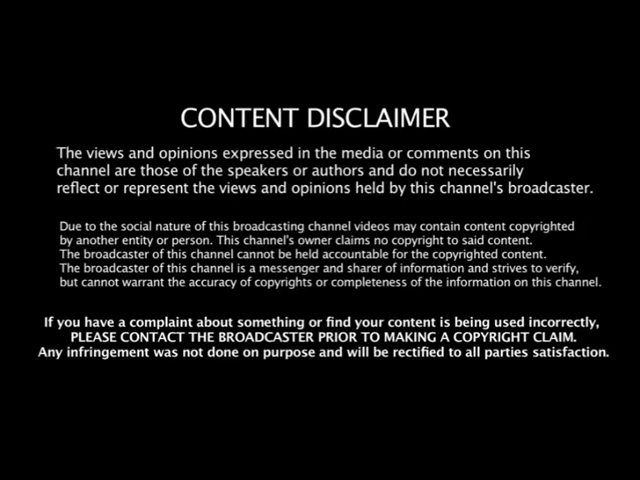 CONTENT DISCLAIMER
The views and opinions expressed in the media or comments on this
channel are those of the speakers or authors and do not necessarily
reflect or represent the views and opinions held by this channel's broadcaster.
Due to the social nature of this broadcasting channel videos may contain content copyrighted
by another entity or person. This channel's owner claims no copyright to said content.
The broadcaster of this channel cannot be held accountable for the copyrighted content.
The broadcaster of this channel is a messenger and sharer of information and strives to verify,
but cannot warrant the accuracy of copyrights or completeness of the information on this channel.
If you have a complaint about something or find your content is being used incorrectly,
PLEASE CONTACT THE BROADCASTER PRIOR TO MAKING A COPYRIGHT CLAIM.
Any infringement was not done on purpose and will be rectified to all parties satisfaction.